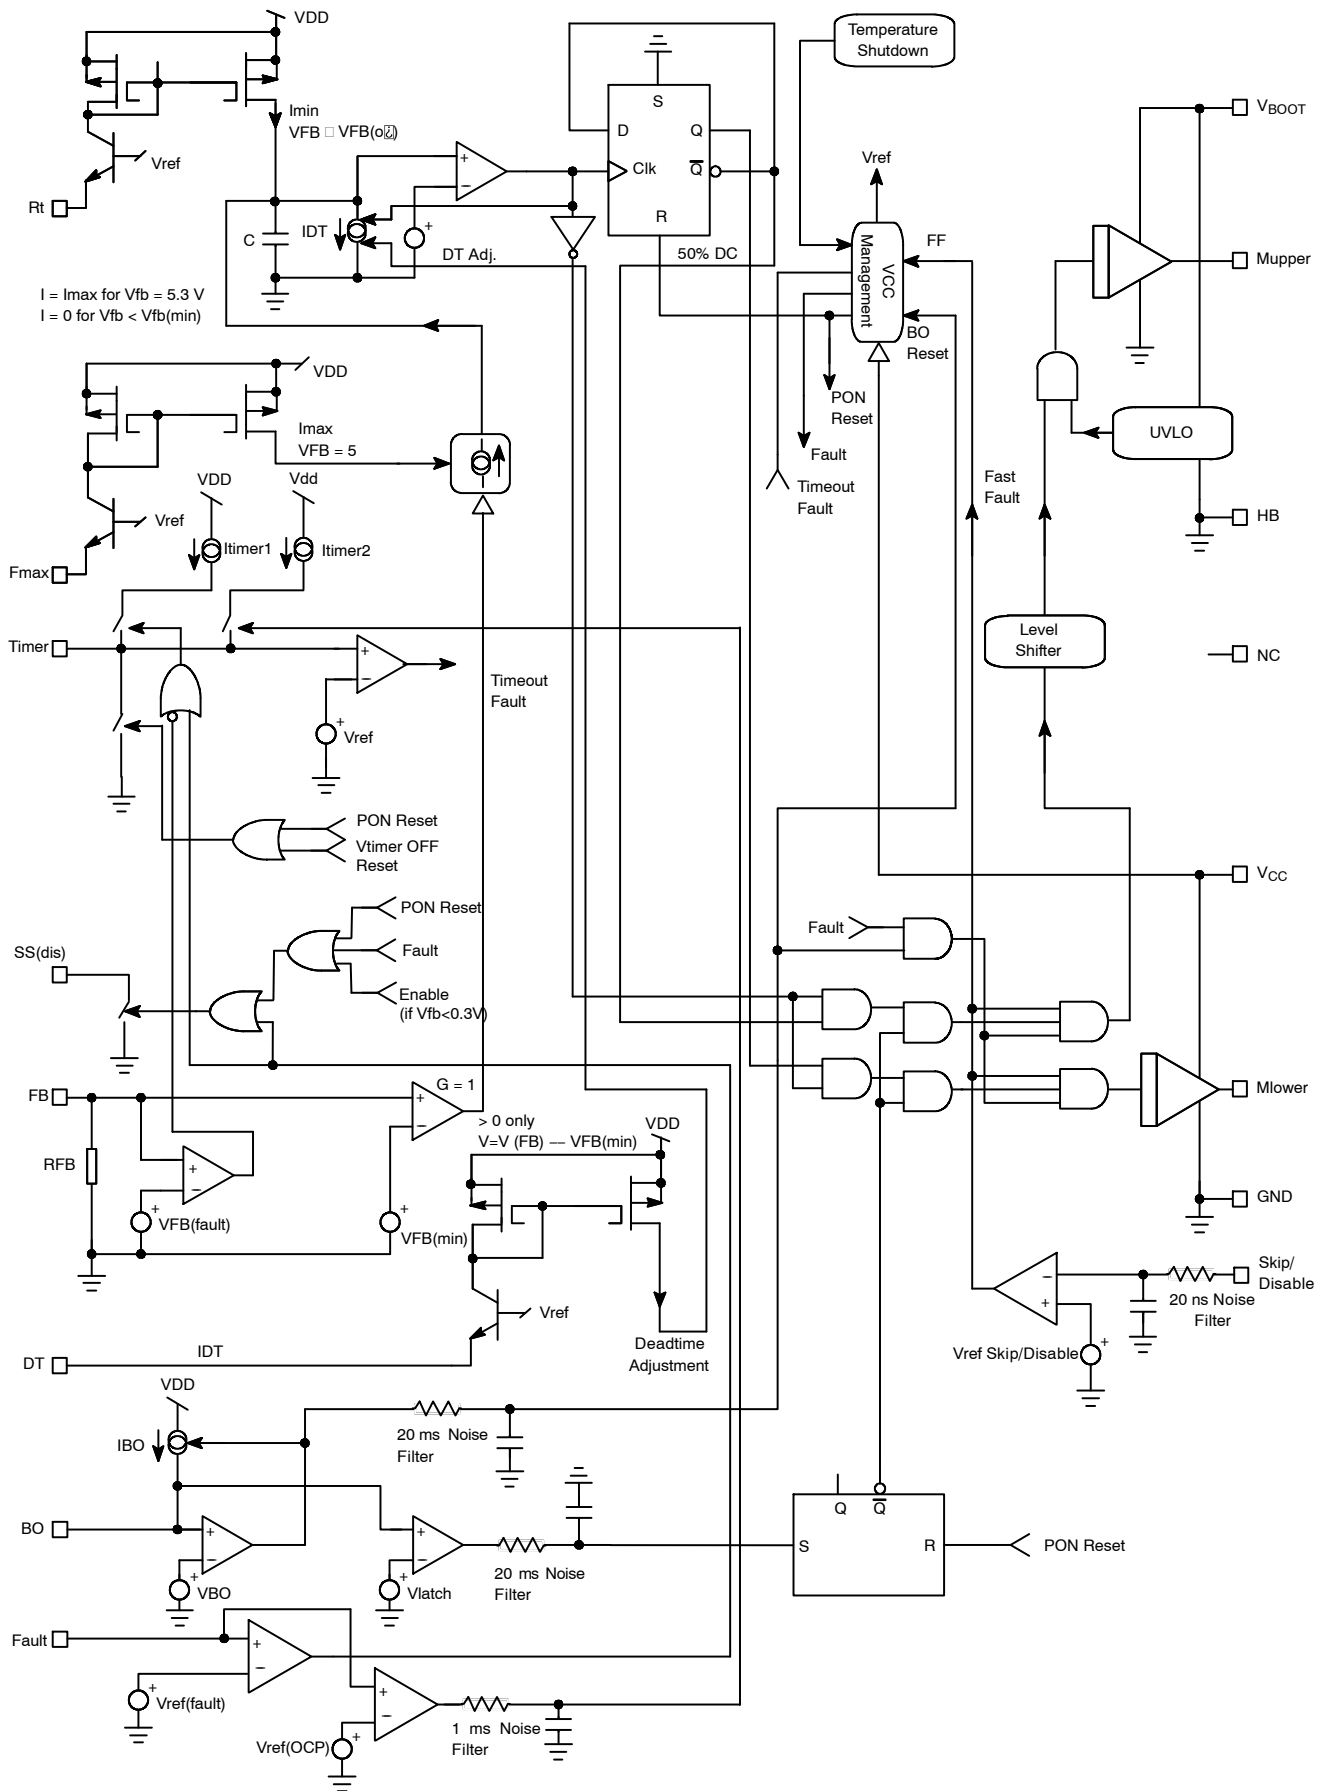 VDD
Temperature
Shutdown
S
D
Q
Clk
Q
R
50% DC
Imin
VFB □ VFB(o
Vref
Rt
C
IDT
+
−
+
DT Adj.
Vref
VCC
Management
FF
BO
Reset
PON
Reset
Fault
Timeout
Fault
VBOOT
Mupper
UVLO
HB
Fast
Fault
Level
Shifter
NC
I = Imax for Vfb = 5.3 V
I = 0 for Vfb < Vfb(min)
VDD
Imax
VFB = 5
Vref
Fmax
VDD
Vdd
Itimer1
Itimer2
Timer
+
−
+
Vref
Timeout
Fault
PON Reset
Vtimer OFF
Reset
PON Reset
Fault
Enable
(if Vfb<0.3V)
SS(dis)
Fault
VCC
Mlower
GND
FB
RFB
+
−
+
VFB(fault)
G = 1
+
−
+
VFB(min)
> 0 only
V=V (FB) −− VFB(min)
VDD
Vref
Deadtime
Adjustment
DT
IDT
−
+
+
Vref Skip/Disable
20 ns Noise
Filter
Skip/
Disable
VDD
IBO
20 ms Noise
Filter
BO
+
−
+
VBO
+
−
+
Vlatch
20 ms Noise
Filter
Q
Q
S
R
PON Reset
Fault
+
−
+
Vref(fault)
+
−
+
Vref(OCP)
1 ms Noise
Filter